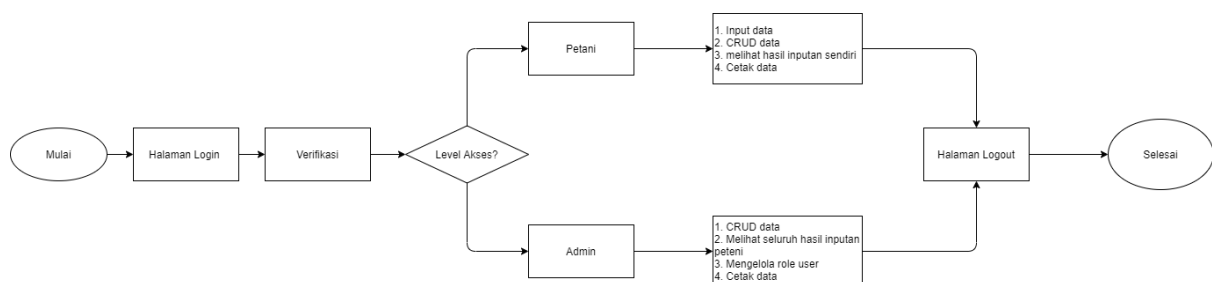 Mulai
Halaman Login
Verifikasi
Level Akses?
Petani
1. Input data
2. CRUD data
3. melihat hasil inputan sendiri
4. Cetak data
Admin
1. CRUD data
2. Melihat seluruh hasil inputan
peteni
3. Mengelola role user
4. Cetak data
Halaman Logout
Selesai